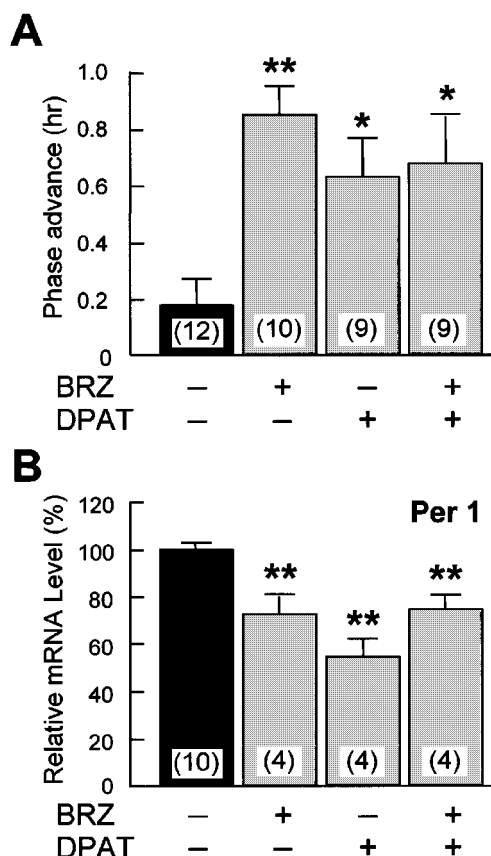 A
Phase advance (hr)
1.0
0.8
0.6
0.4
0.2
0
** * *
(12) (10) (9) (9)
BRZ – + – +
DPAT – – + +
B
Relative mRNA Level (%)
120
100
80
60
40
20
0
Per 1
** ** **
(10) (4) (4) (4)
BRZ – + – +
DPAT – – + +